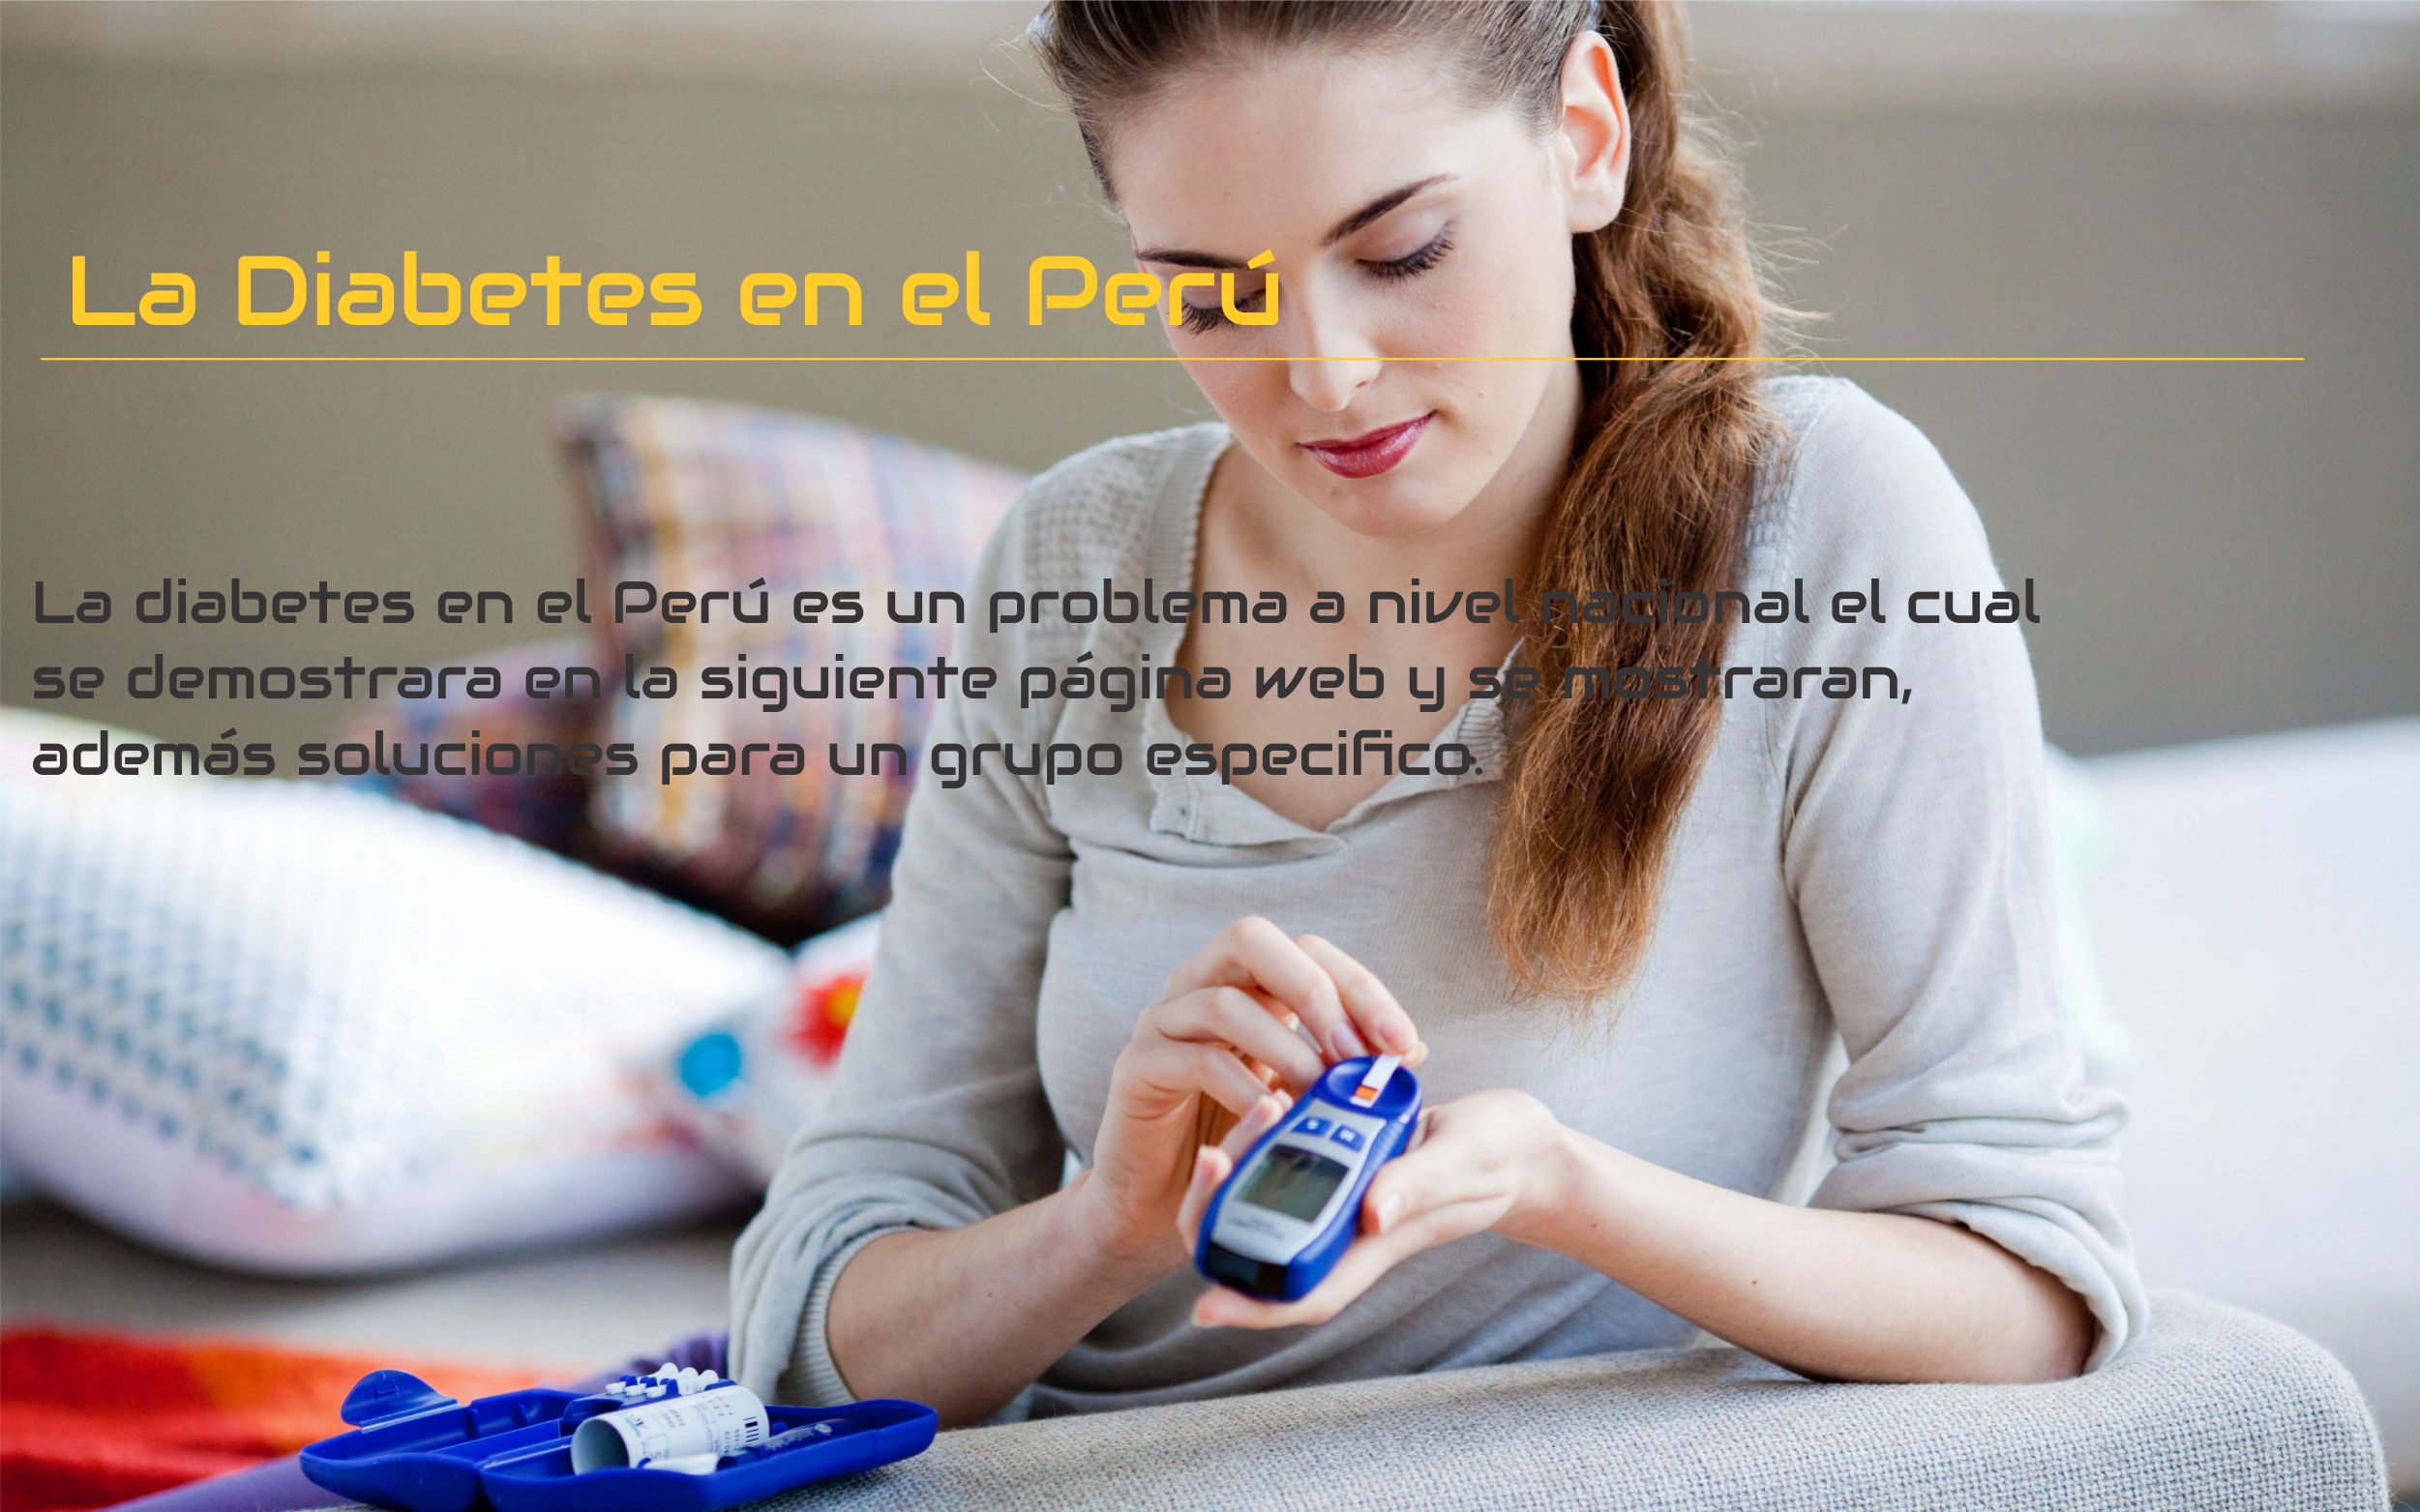 La Diabetes en el Perú
La diabetes en el Perú es un problema a nivel nacional el cual
se demostrara en la siguiente página web y se mostraran,
además soluciones para un grupo especifico.